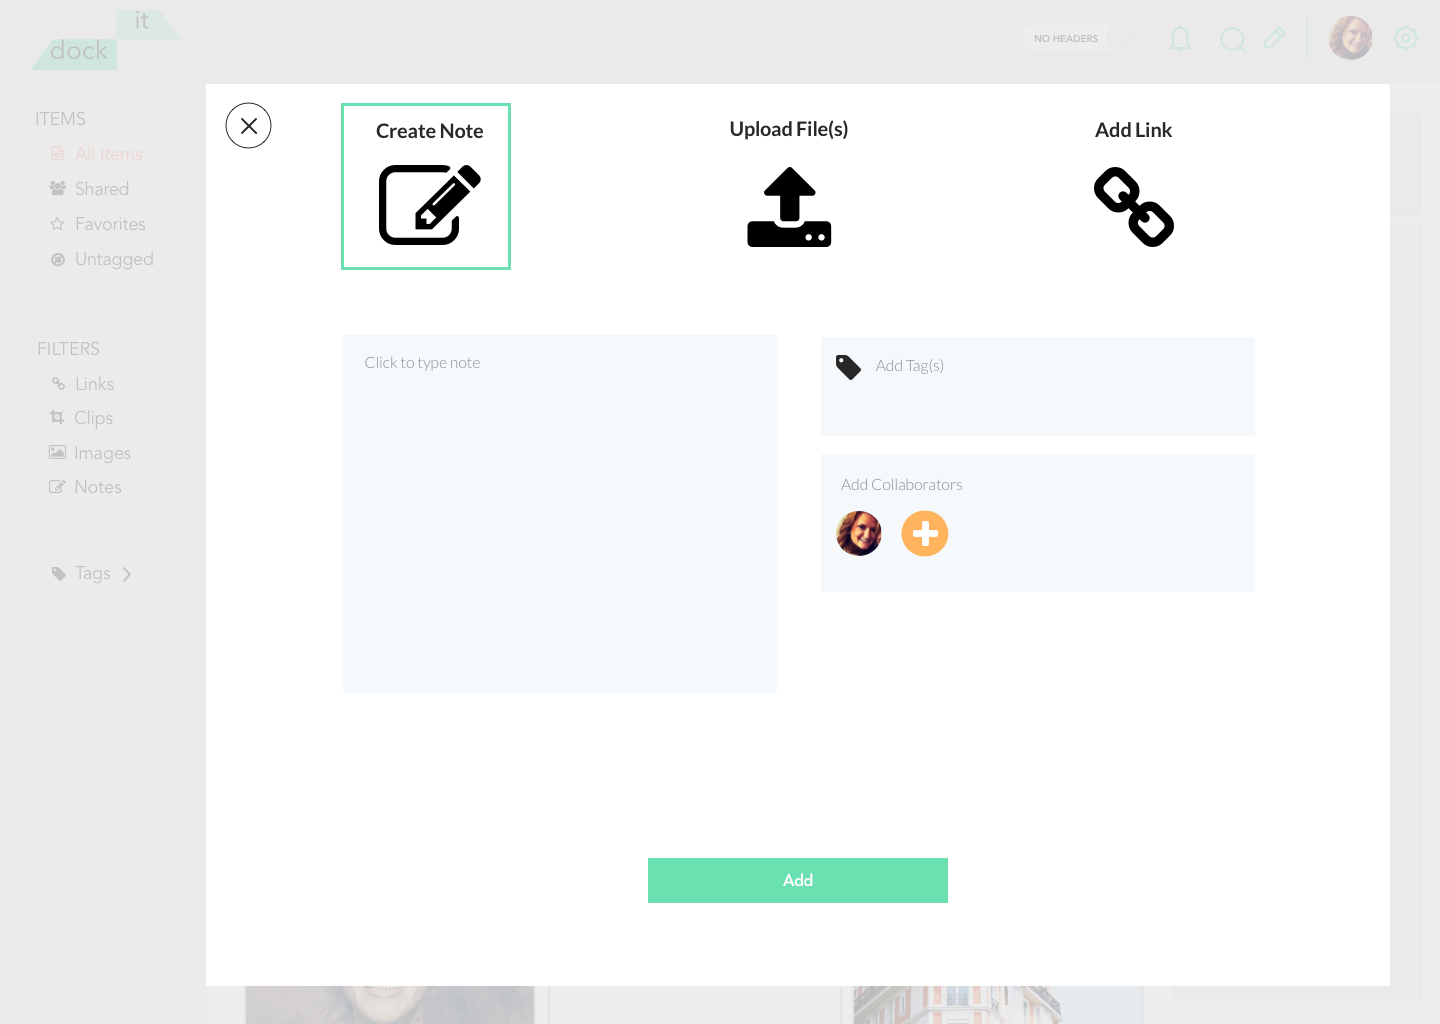 it
dock
NO HEADERS
ITEMS
All Items
Shared
Favorites
Untagged
FILTERS
Links
Clips
Images
Notes
Tags
Create Note
Upload File(s)
Add Link
Click to type note
Add Tag(s)
Add Collaborators
Add